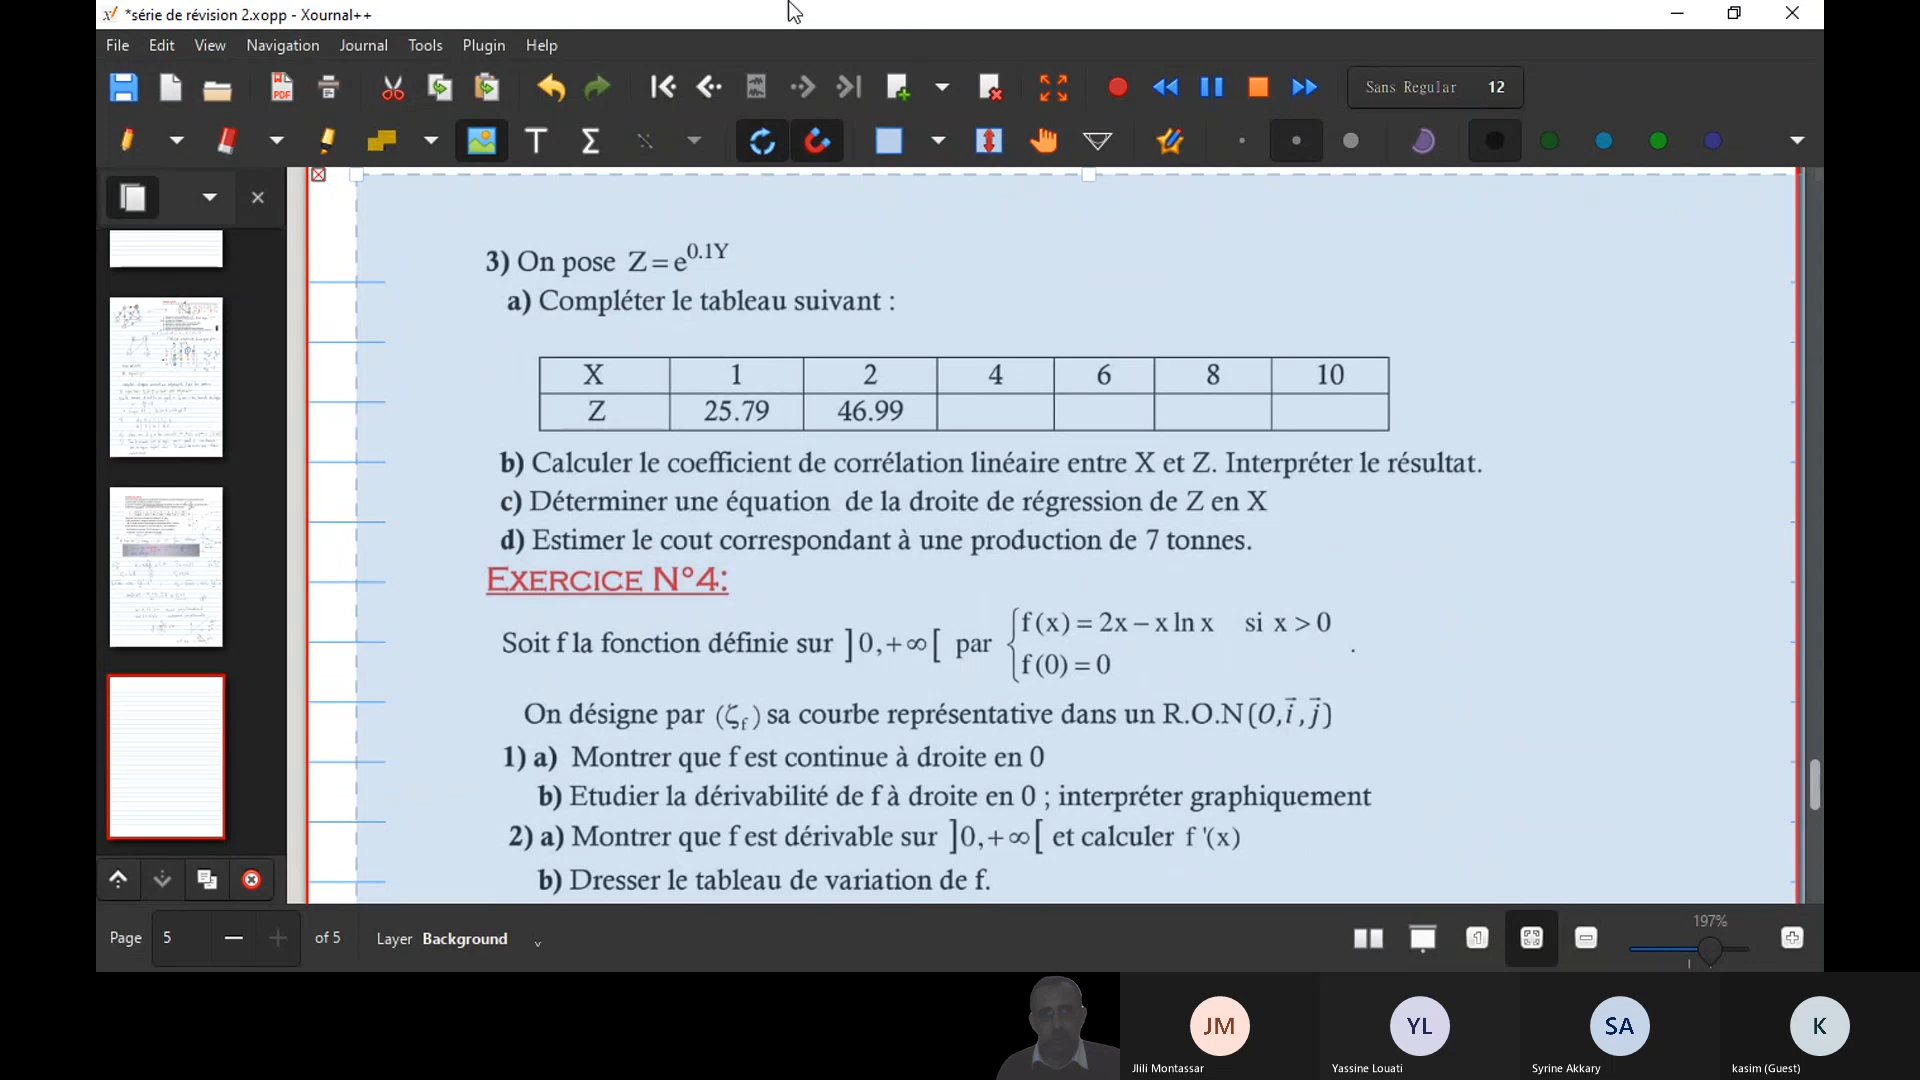 *série de révision 2.xopp - Xournal++
File Edit View Navigation Journal Tools Plugin Help
PDF
Sans Regular 12
3) On pose Z = e^0.1Y
a) Compléter le tableau suivant :
X 1 2 4 6 8 10
Z 25.79 46.99
b) Calculer le coefficient de corrélation linéaire entre X et Z. Interpréter le résultat.
c) Déterminer une équation de la droite de régression de Z en X
d) Estimer le cout correspondant à une production de 7 tonnes.
EXERCICE N°4:
Soit f la fonction définie sur ]0,+∞[ par { f(x) = 2x – x ln x si x > 0
f(0) = 0 .
On désigne par (ζf) sa courbe représentative dans un R.O.N (O, i⃗, j⃗)
1) a) Montrer que f est continue à droite en 0
b) Etudier la dérivabilité de f à droite en 0 ; interpréter graphiquement
2) a) Montrer que f est dérivable sur ]0,+∞[ et calculer f '(x)
b) Dresser le tableau de variation de f.
Page 5 of 5 Layer Background 197%
JM YL SA K
Jlili Montassar Yassine Louati Syrine Akkary kasim (Guest)